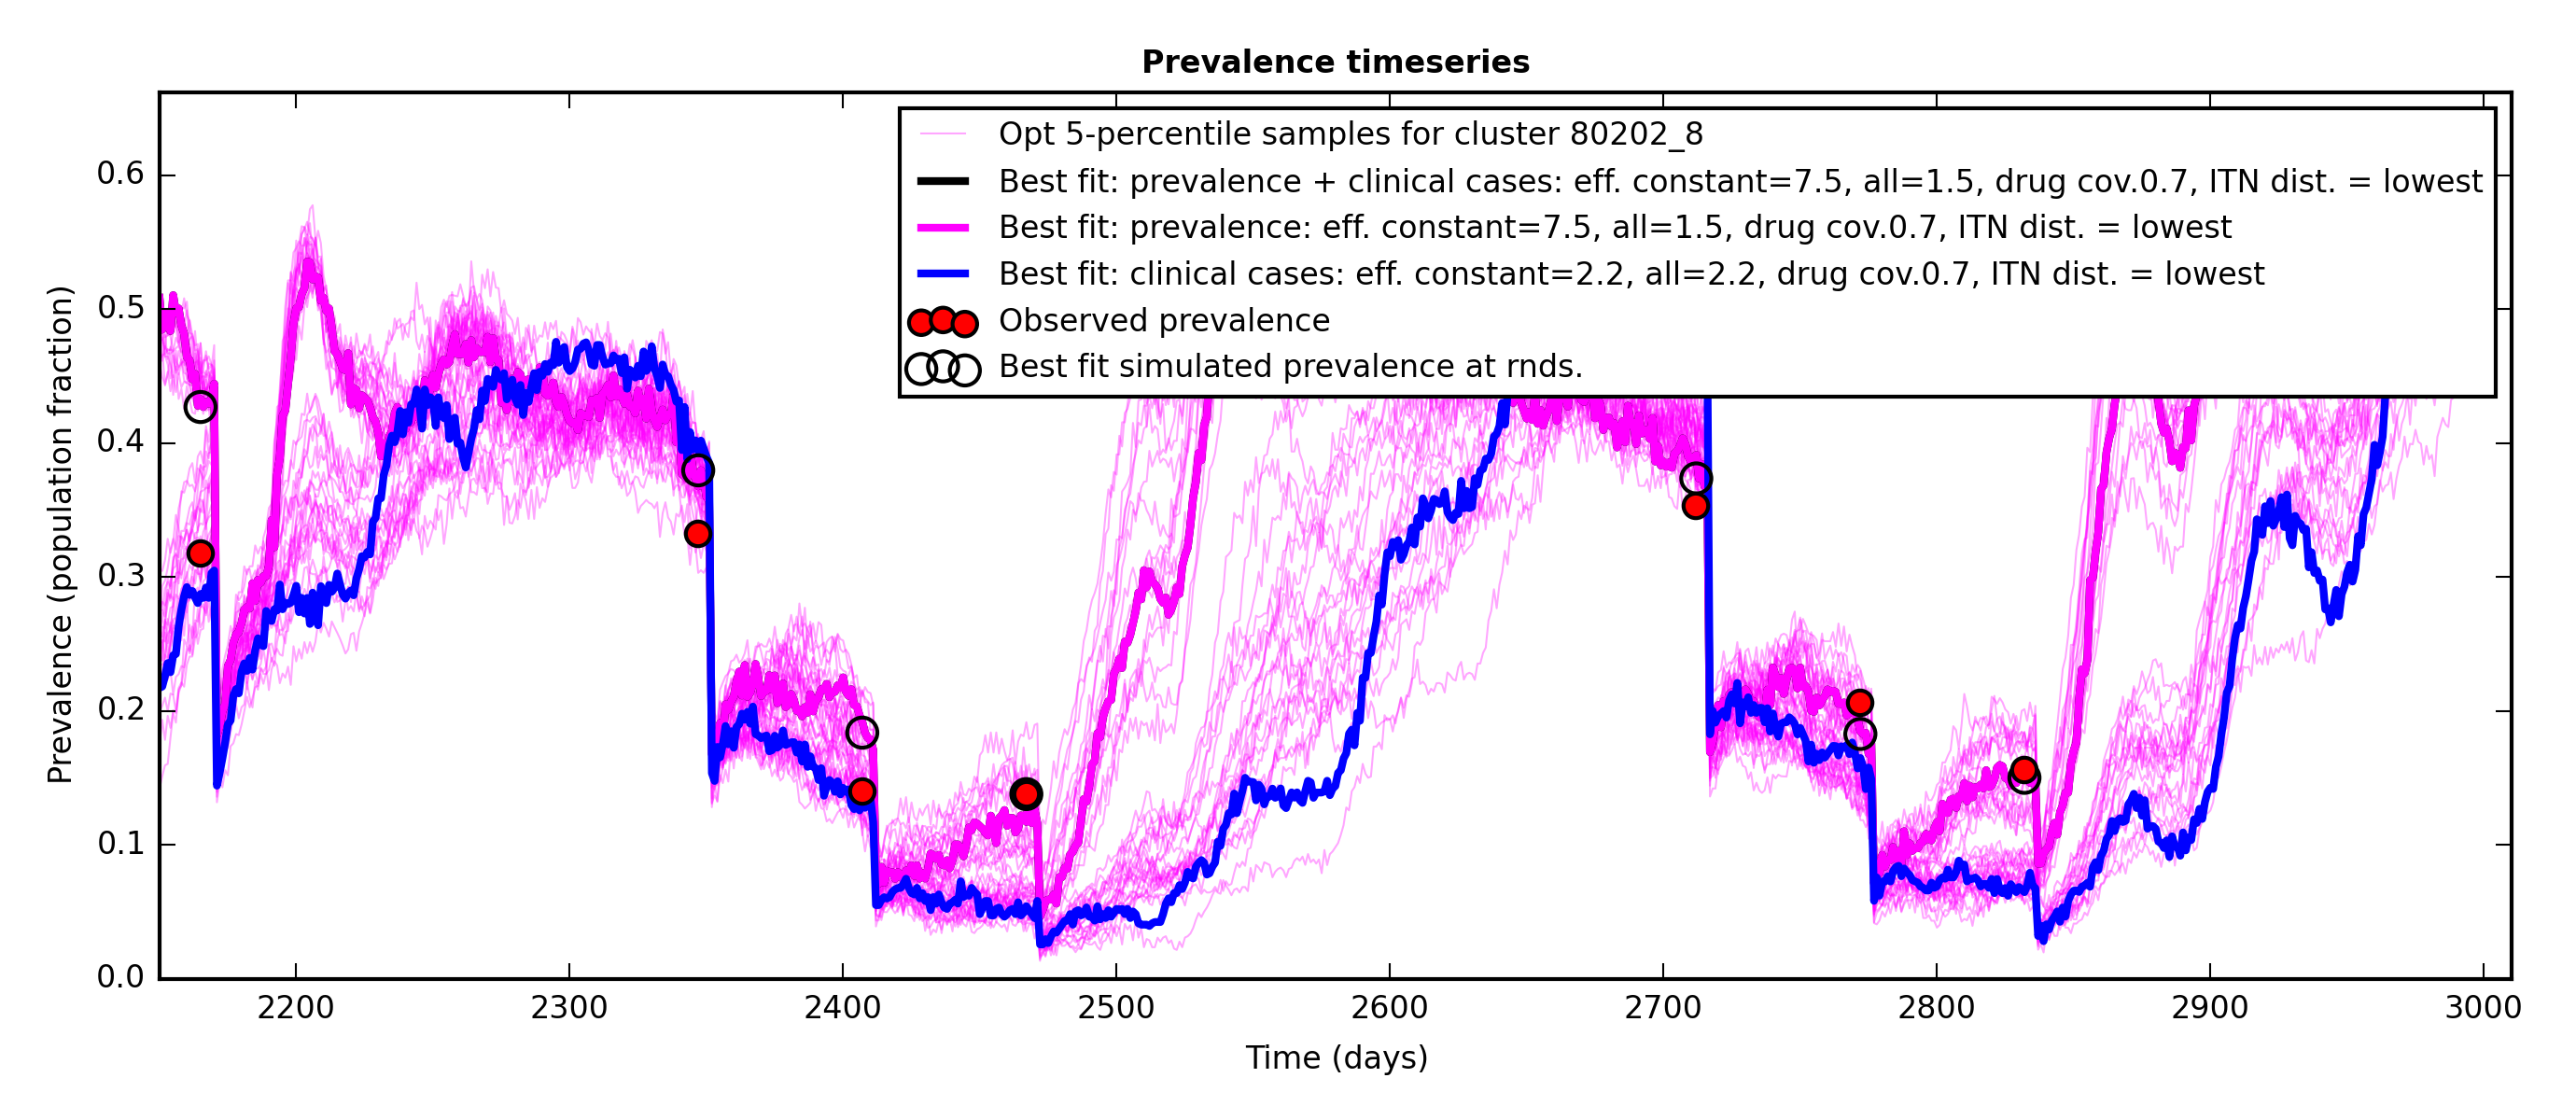 Prevalence timeseries
Opt 5-percentile samples for cluster 80202_8
Best fit: prevalence + clinical cases: eff. constant=7.5, all=1.5, drug cov.0.7, ITN dist. = lowest
Best fit: prevalence: eff. constant=7.5, all=1.5, drug cov.0.7, ITN dist. = lowest
Best fit: clinical cases: eff. constant=2.2, all=2.2, drug cov.0.7, ITN dist. = lowest
Observed prevalence
Best fit simulated prevalence at rnds.
Prevalence (population fraction)
0.6
0.5
0.4
0.3
0.2
0.1
0.0
2200 2300 2400 2500 2600 2700 2800 2900 3000
Time (days)